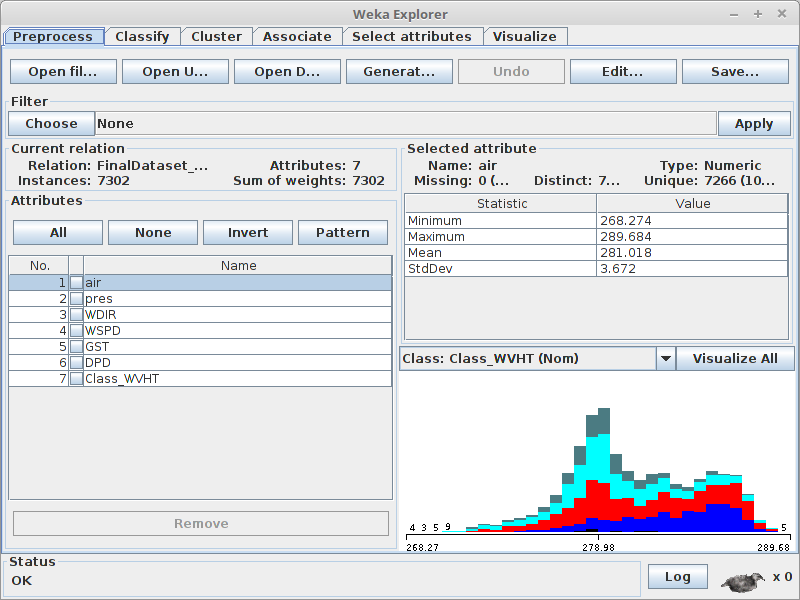 Weka Explorer
Preprocess Classify Cluster Associate Select attributes Visualize
Open fil... Open U... Open D... Generat... Undo Edit... Save...
Filter
Choose None Apply
Current relation
Relation: FinalDataset_... Attributes: 7
Instances: 7302 Sum of weights: 7302
Attributes
All None Invert Pattern
No. Name
1 air
2 pres
3 WDIR
4 WSPD
5 GST
6 DPD
7 Class_WVHT
Remove
Selected attribute
Name: air Type: Numeric
Missing: 0 (... Distinct: 7... Unique: 7266 (10...
Statistic Value
Minimum 268.274
Maximum 289.684
Mean 281.018
StdDev 3.672
Class: Class_WVHT (Nom) Visualize All
4 3 5 9 5
268.27 278.98 289.68
Status
OK
Log x 0